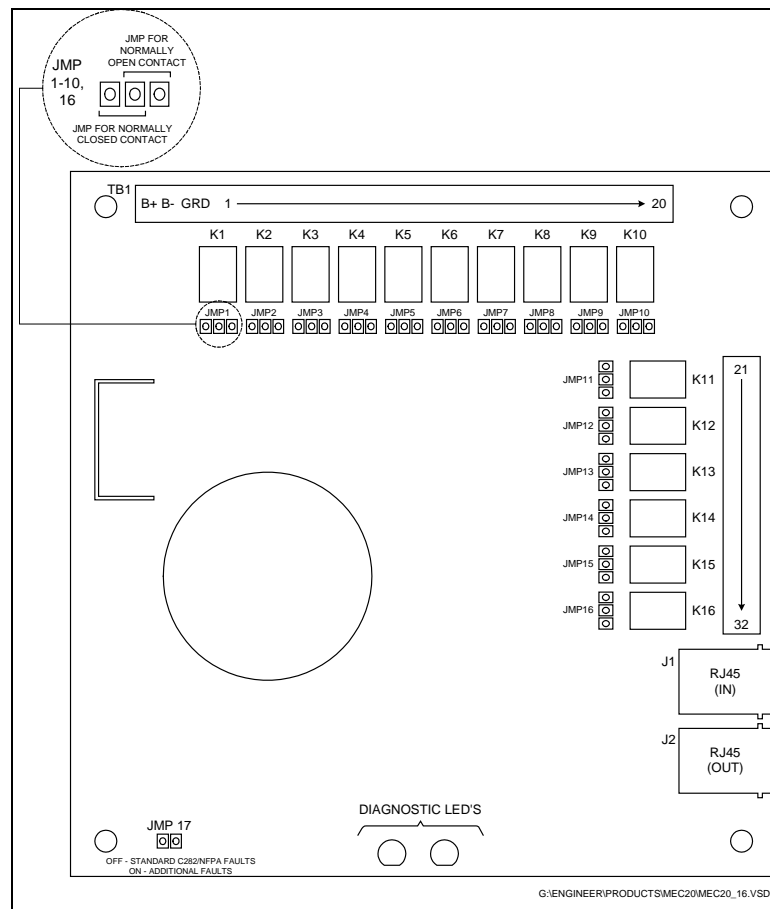 JMP FOR
NORMALLY
OPEN CONTACT
JMP
1-10,
16
JMP FOR NORMALLY
CLOSED CONTACT
TB1
B+ B- GRD 1 20
K1 K2 K3 K4 K5 K6 K7 K8 K9 K10
JMP1 JMP2 JMP3 JMP4 JMP5 JMP6 JMP7 JMP8 JMP9 JMP10
21
JMP11 K11
JMP12 K12
JMP13 K13
JMP14 K14
JMP15 K15
JMP16 K16
32
J1
RJ45
(IN)
J2
RJ45
(OUT)
DIAGNOSTIC LED'S
JMP 17
OFF - STANDARD C282/NFPA FAULTS
ON - ADDITIONAL FAULTS
G:\ENGINEER\PRODUCTS\MEC20\MEC20_16.VSD